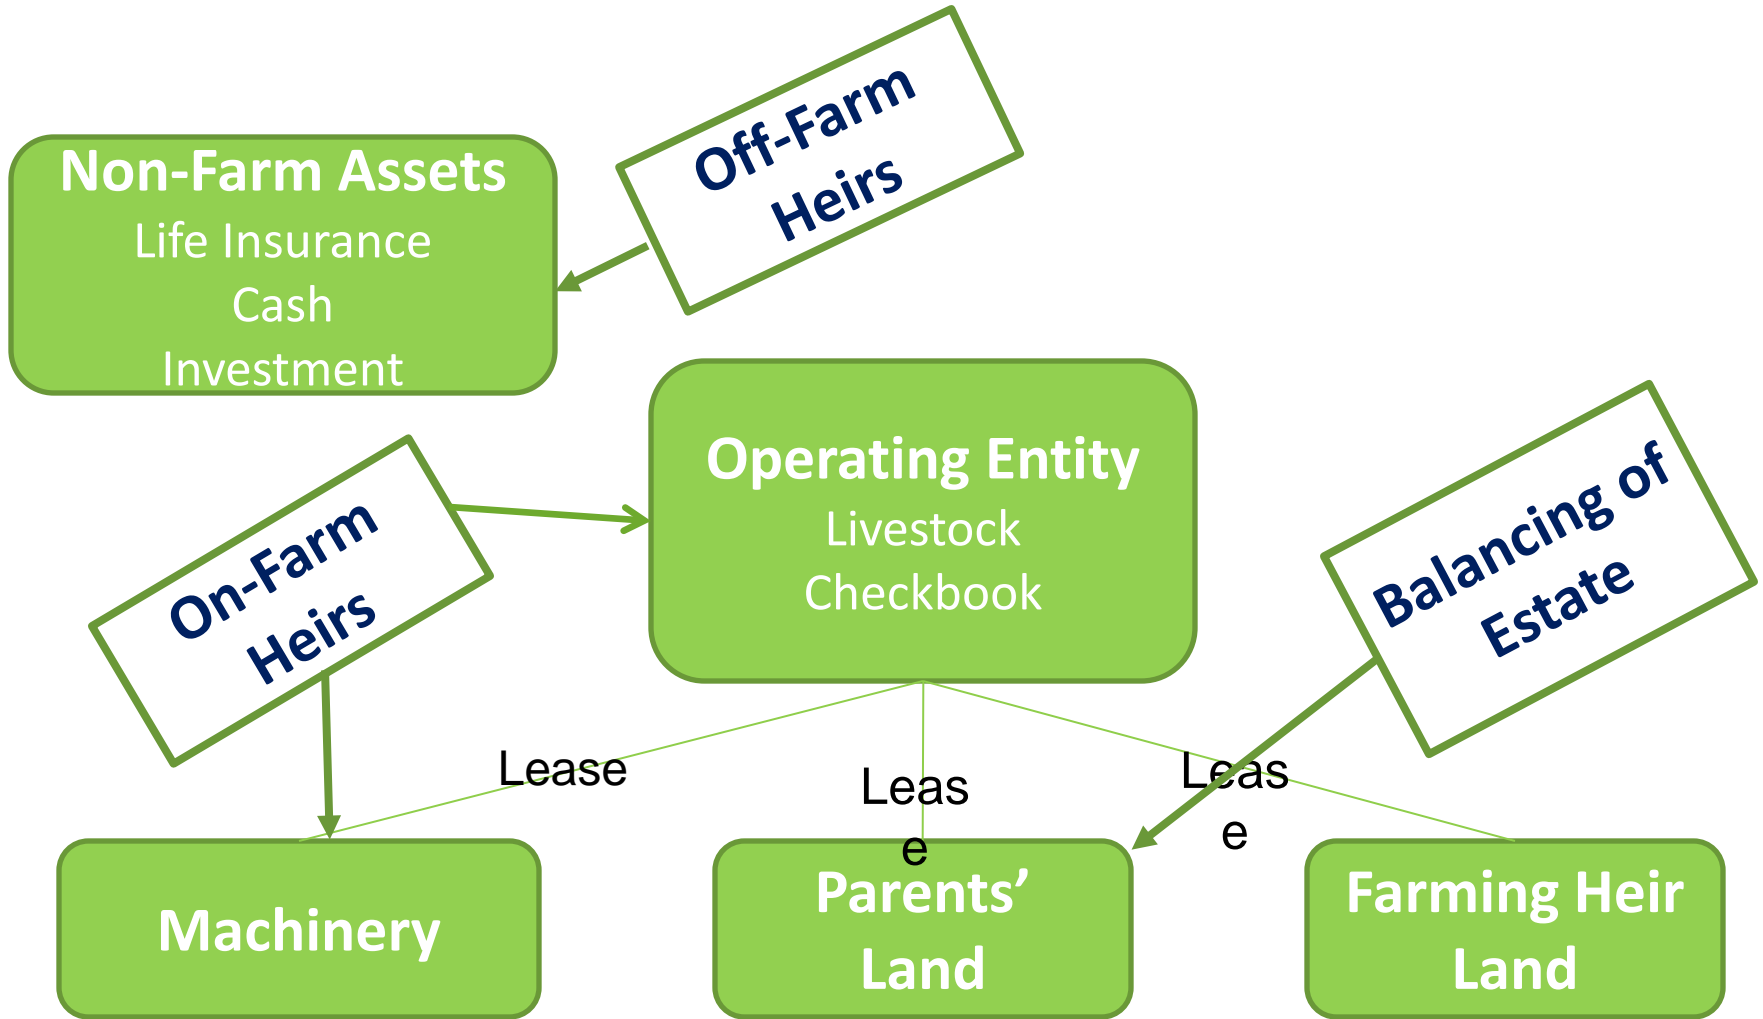 Off-Farm
Heirs
Non-Farm Assets
Life Insurance
Cash
Investment
Operating Entity
Livestock
Checkbook
On-Farm
Heirs
Balancing of
Estate
Lease
Leas
e
Leas
e
Machinery
Parents’
Land
Farming Heir
Land